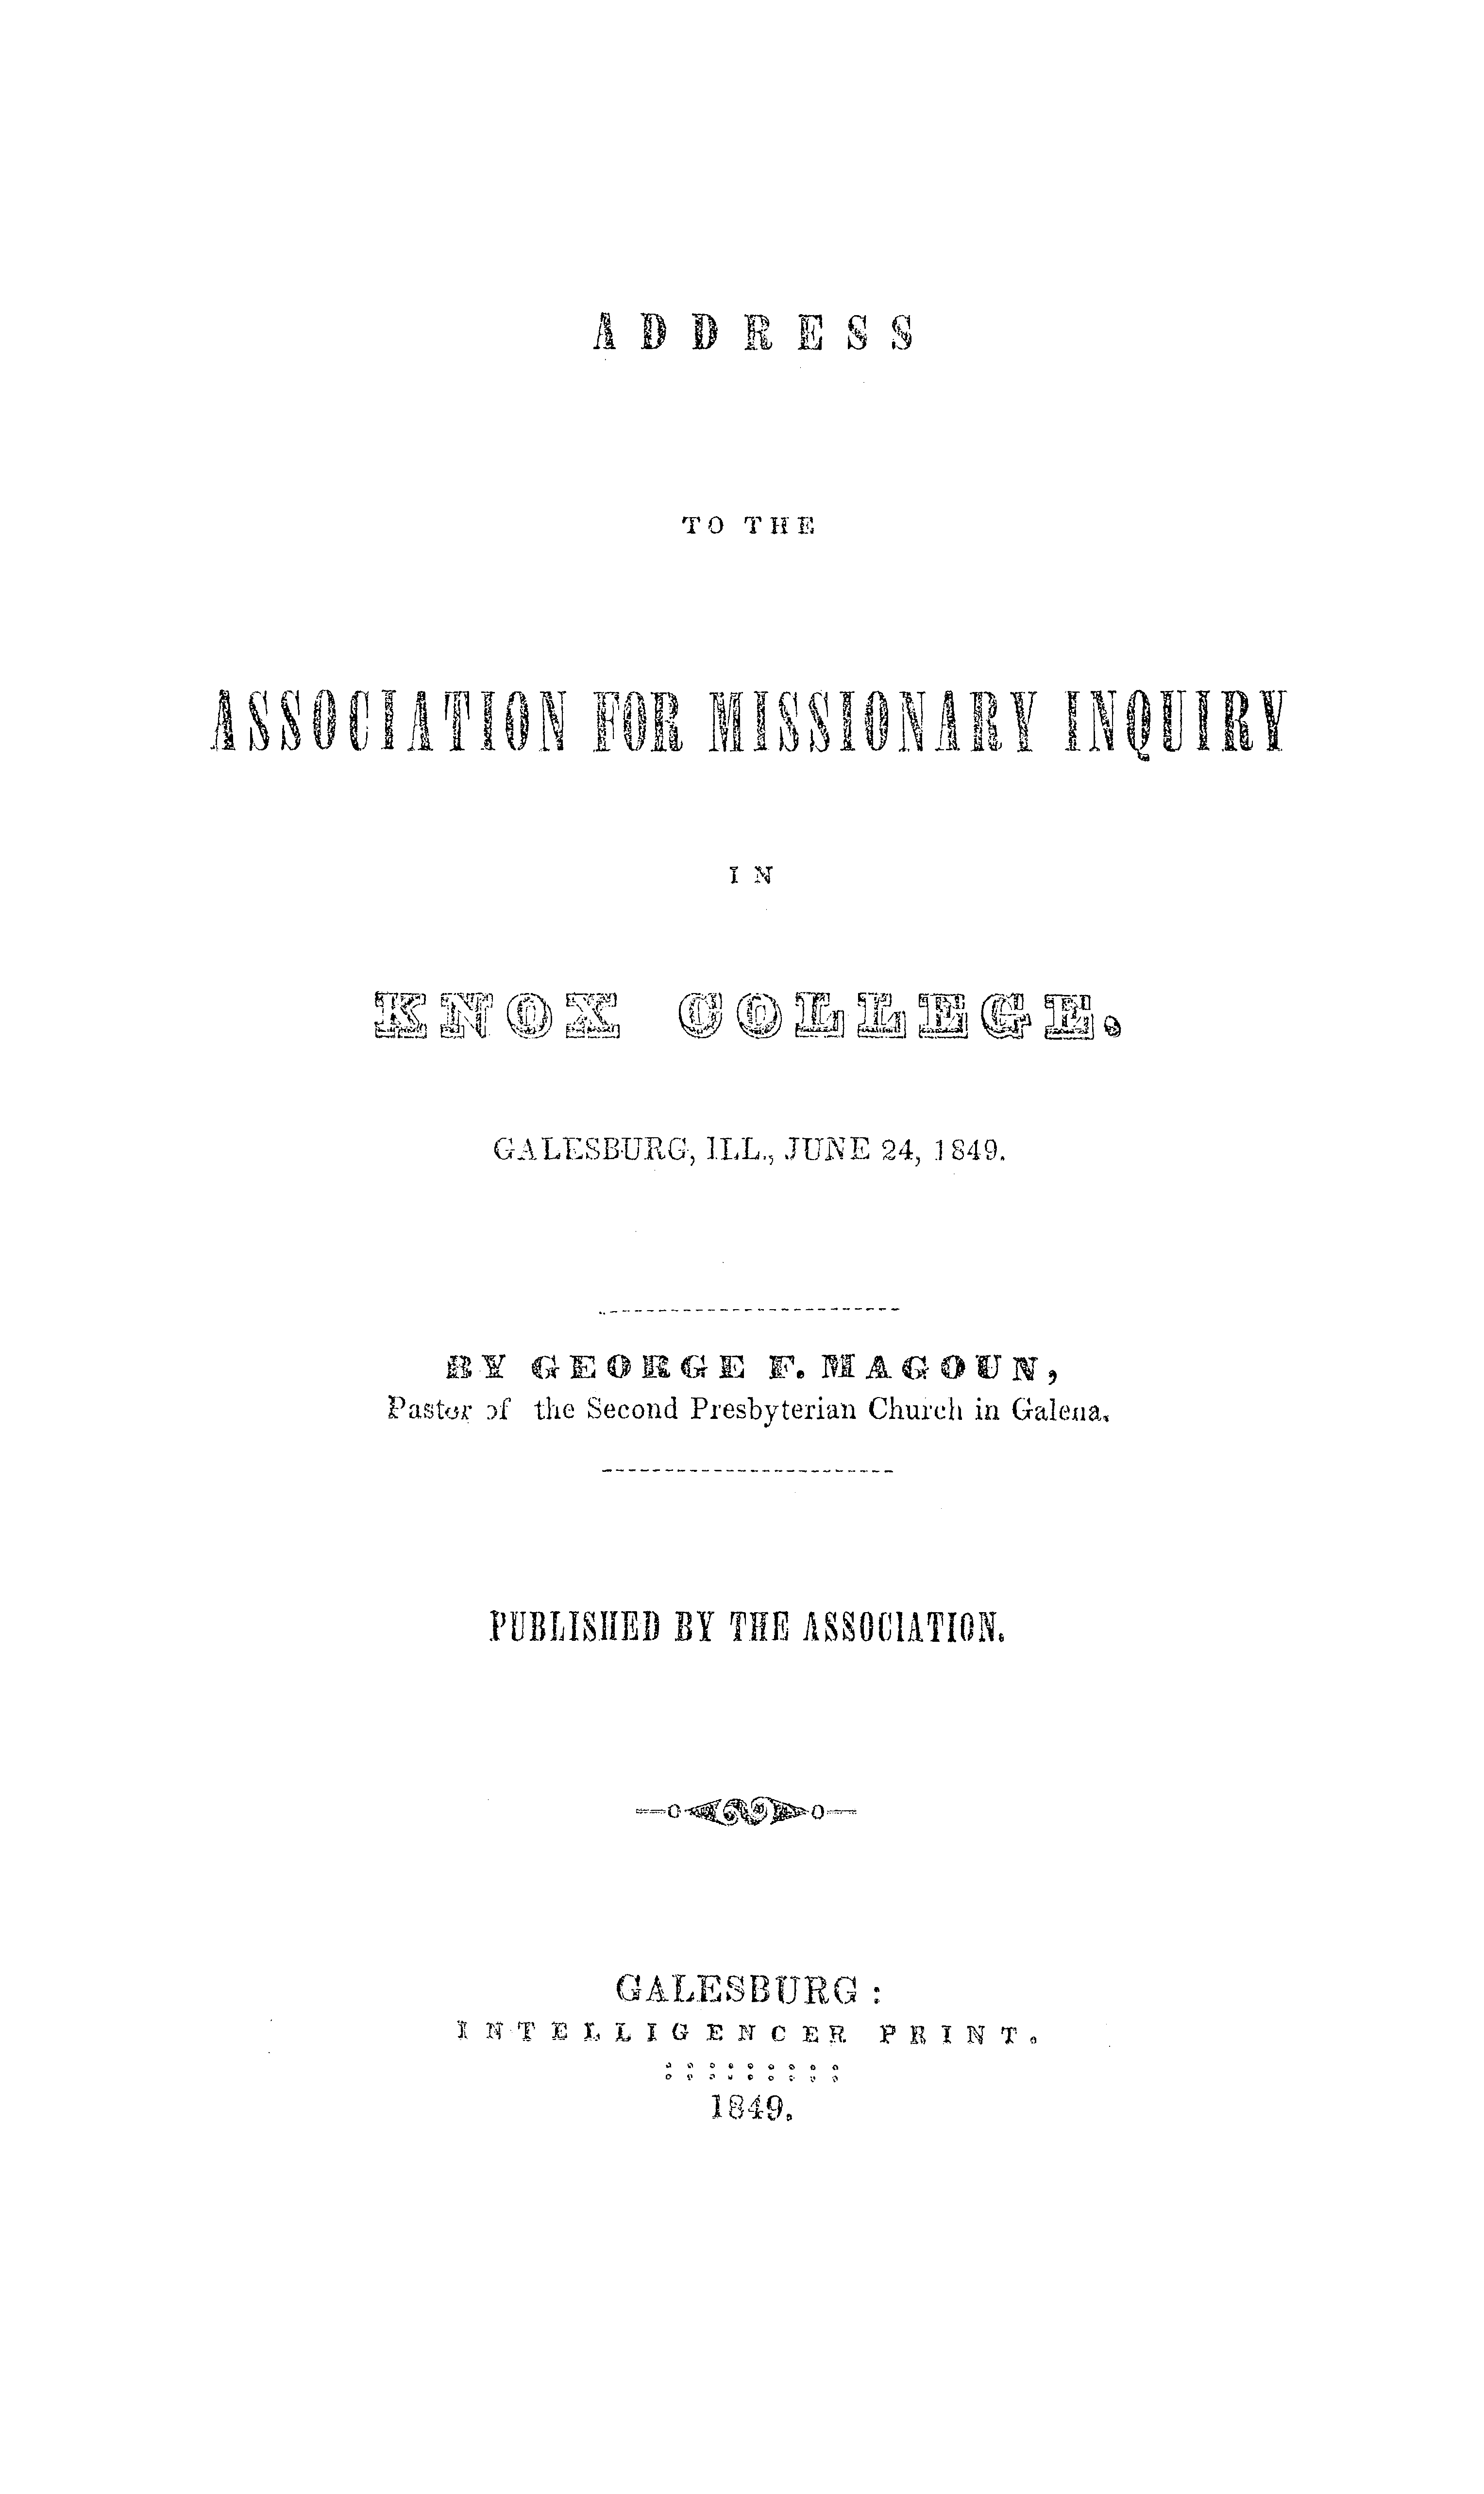 ADDRESS
TO THE
ASSOCIATION FOR MISSIONARY INQUIRY
IN
KNOX COLLEGE.
GALESBURG, ILL., JUNE 24, 1849.
BY GEORGE F. MAGOUN,
Pastor of the Second Presbyterian Church in Galena.
PUBLISHED BY THE ASSOCIATION.
GALESBURG:
INTELLIGENCER PRINT.
1849.